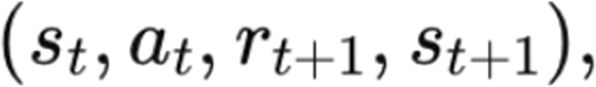 (s_t, a_t, r_{t+1}, s_{t+1}),